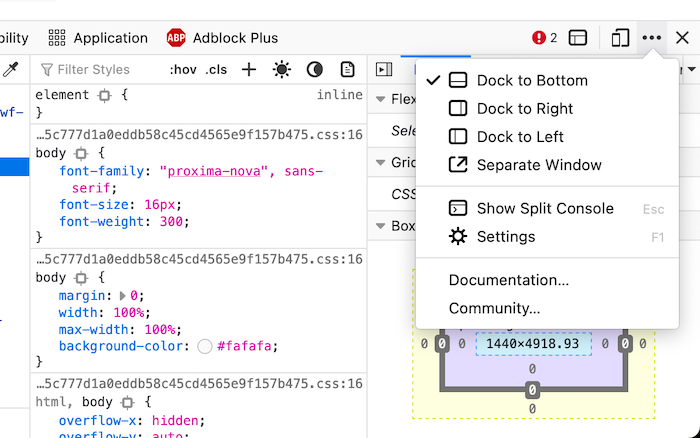 bility Application ABP Adblock Plus 2
Filter Styles :hov .cls
element { inline
}
…5c777d1a0eddb58c45cd4565e9f157b475.css:16
body {
font-family: "proxima-nova", sans-
serif;
font-size: 16px;
font-weight: 300;
}
…5c777d1a0eddb58c45cd4565e9f157b475.css:16
body {
margin: 0;
width: 100%;
max-width: 100%;
background-color: #fafafa;
}
…5c777d1a0eddb58c45cd4565e9f157b475.css:16
html, body {
overflow-x: hidden;
overflow-y: auto;
wf-
Flex
Sele
Grid
CSS
Box
Dock to Bottom
Dock to Right
Dock to Left
Separate Window
Show Split Console Esc
Settings F1
Documentation...
Community...
0 0 0 1440×4918.93 0 0 0
0
0
0